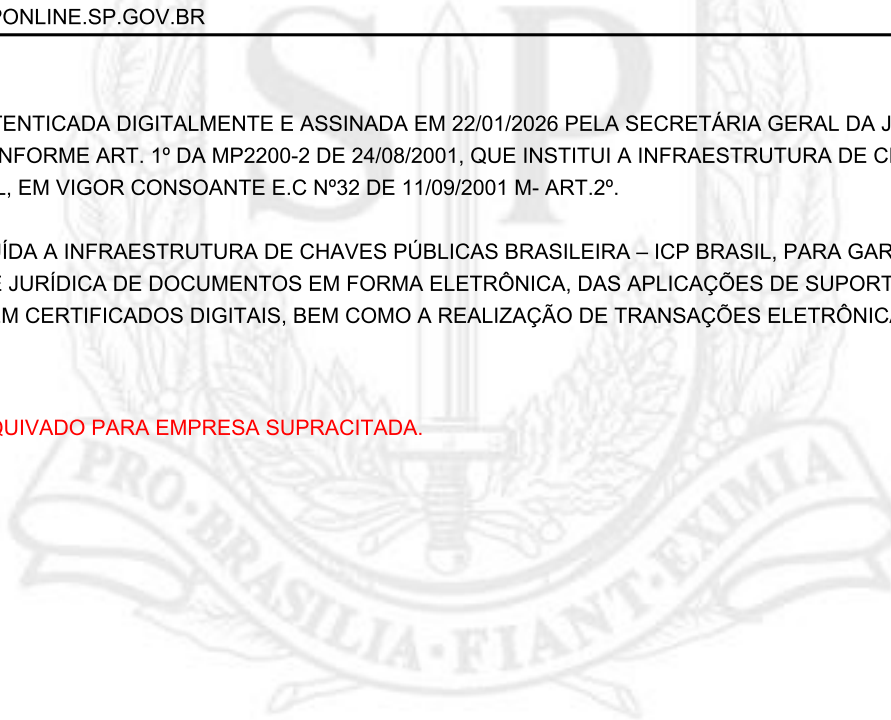 PONLINE.SP.GOV.BR
TENTICADA DIGITALMENTE E ASSINADA EM 22/01/2026 PELA SECRETÁRIA GERAL DA J
NFORME ART. 1º DA MP2200-2 DE 24/08/2001, QUE INSTITUI A INFRAESTRUTURA DE C
L, EM VIGOR CONSOANTE E.C Nº32 DE 11/09/2001 M- ART.2º.
ÍDA A INFRAESTRUTURA DE CHAVES PÚBLICAS BRASILEIRA – ICP BRASIL, PARA GAR
E JURÍDICA DE DOCUMENTOS EM FORMA ELETRÔNICA, DAS APLICAÇÕES DE SUPORT
EM CERTIFICADOS DIGITAIS, BEM COMO A REALIZAÇÃO DE TRANSAÇÕES ELETRÔNICA
QUIVADO PARA EMPRESA SUPRACITADA.
SP
PRO·BRASILIA·FIANT·EXIMIA